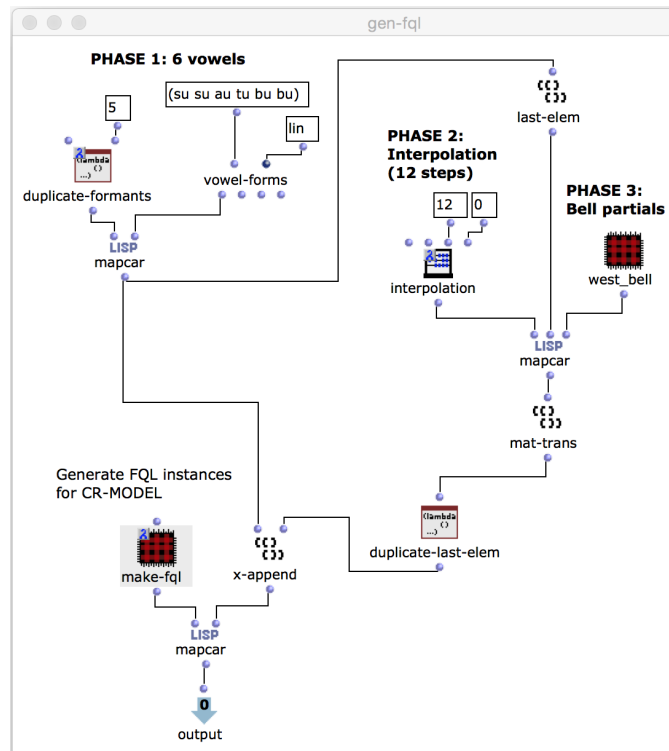 gen-fql
PHASE 1: 6 vowels
5
(su su au tu bu bu)
lin
(lambda
()
...)
duplicate-formants
vowel-forms
LISP
mapcar
last-elem
PHASE 2:
Interpolation
(12 steps)
12
0
interpolation
PHASE 3:
Bell partials
west_bell
LISP
mapcar
mat-trans
(lambda
()
...)
duplicate-last-elem
Generate FQL instances
for CR-MODEL
make-fql
x-append
LISP
mapcar
0
output